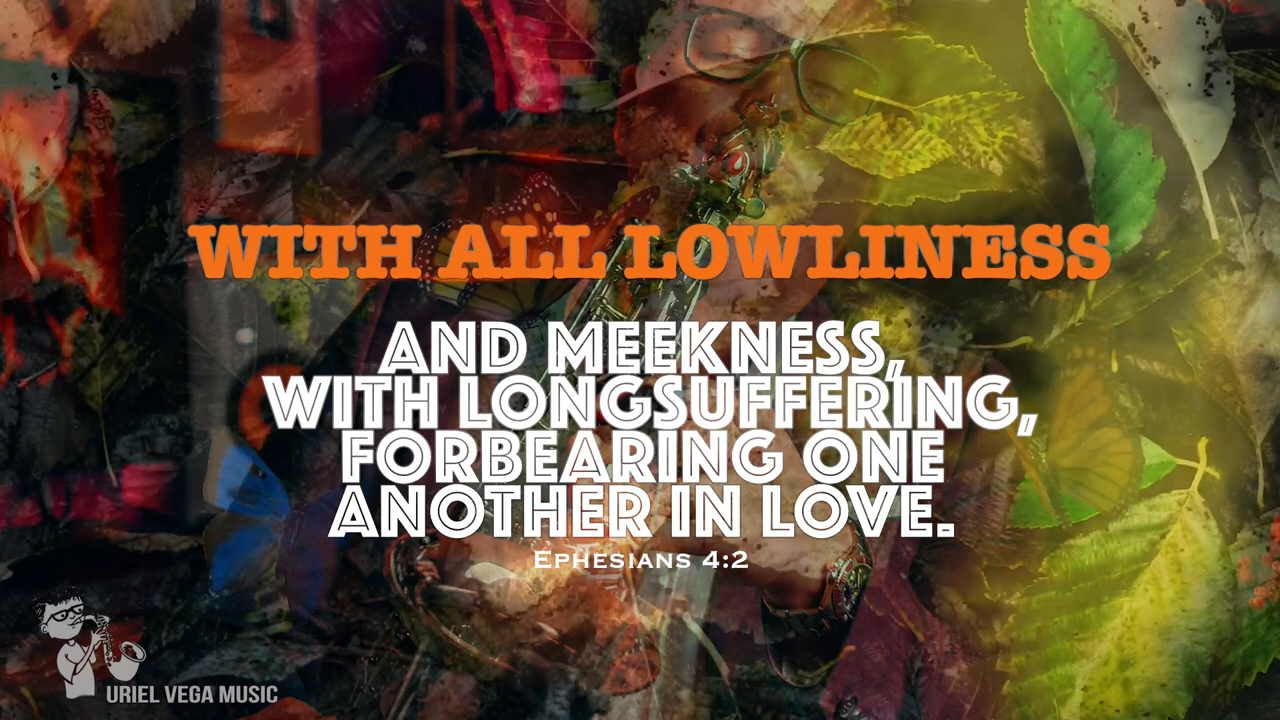 WITH ALL LOWLINESS
AND MEEKNESS,
WITH LONGSUFFERING,
FORBEARING ONE
ANOTHER IN LOVE.
EPHESIANS 4:2
URIEL VEGA MUSIC